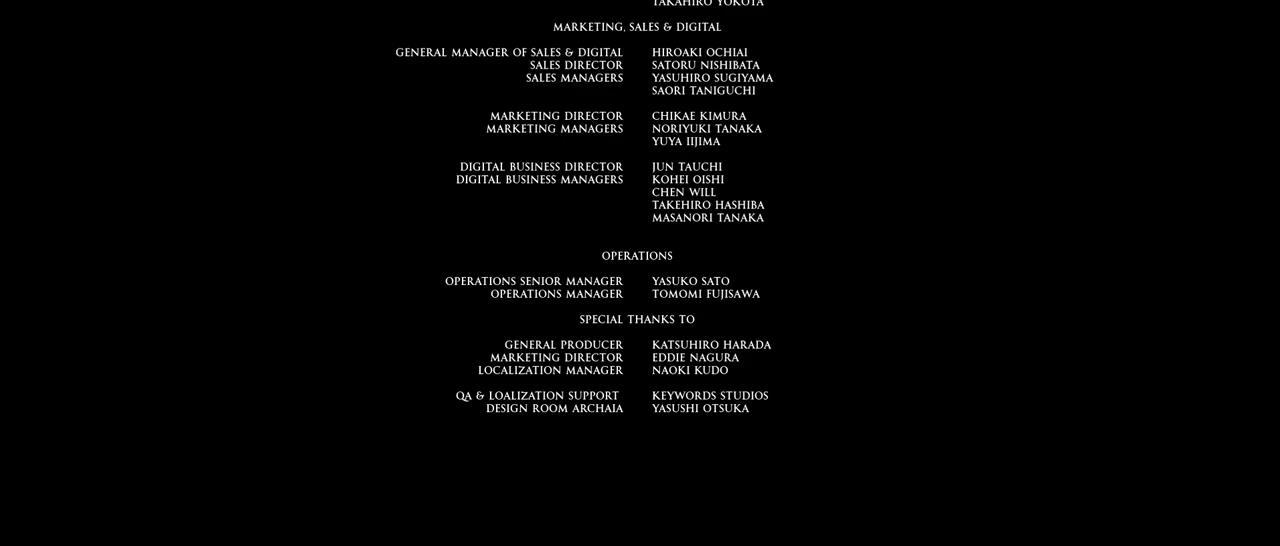 TAKAHIRO YOKOTA
MARKETING, SALES & DIGITAL
GENERAL MANAGER OF SALES & DIGITAL HIROAKI OCHIAI
SALES DIRECTOR SATORU NISHIBATA
SALES MANAGERS YASUHIRO SUGIYAMA
SAORI TANIGUCHI
MARKETING DIRECTOR CHIKAE KIMURA
MARKETING MANAGERS NORIYUKI TANAKA
YUYA IIJIMA
DIGITAL BUSINESS DIRECTOR JUN TAUCHI
DIGITAL BUSINESS MANAGERS KOHEI OISHI
CHEN WILL
TAKEHIRO HASHIBA
MASANORI TANAKA
OPERATIONS
OPERATIONS SENIOR MANAGER YASUKO SATO
OPERATIONS MANAGER TOMOMI FUJISAWA
SPECIAL THANKS TO
GENERAL PRODUCER KATSUHIRO HARADA
MARKETING DIRECTOR EDDIE NAGURA
LOCALIZATION MANAGER NAOKI KUDO
QA & LOALIZATION SUPPORT KEYWORDS STUDIOS
DESIGN ROOM ARCHAIA YASUSHI OTSUKA